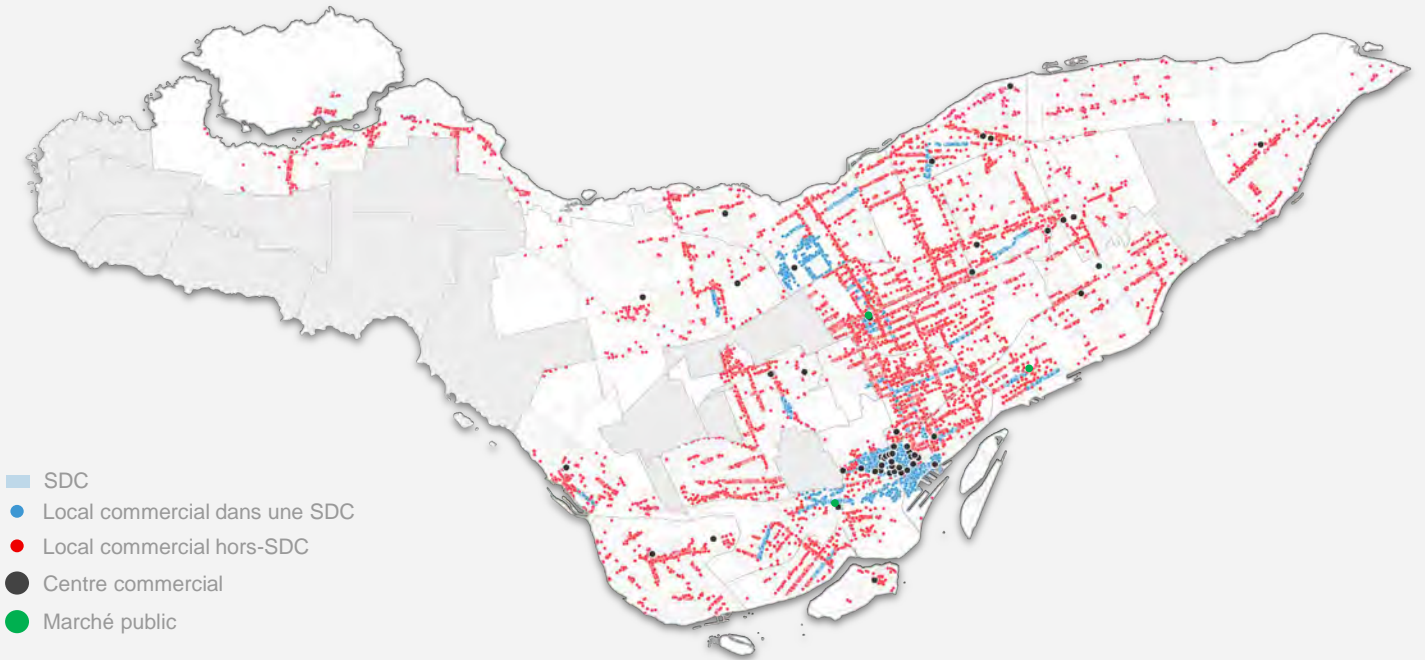 SDC
Local commercial dans une SDC
Local commercial hors-SDC
Centre commercial
Marché public